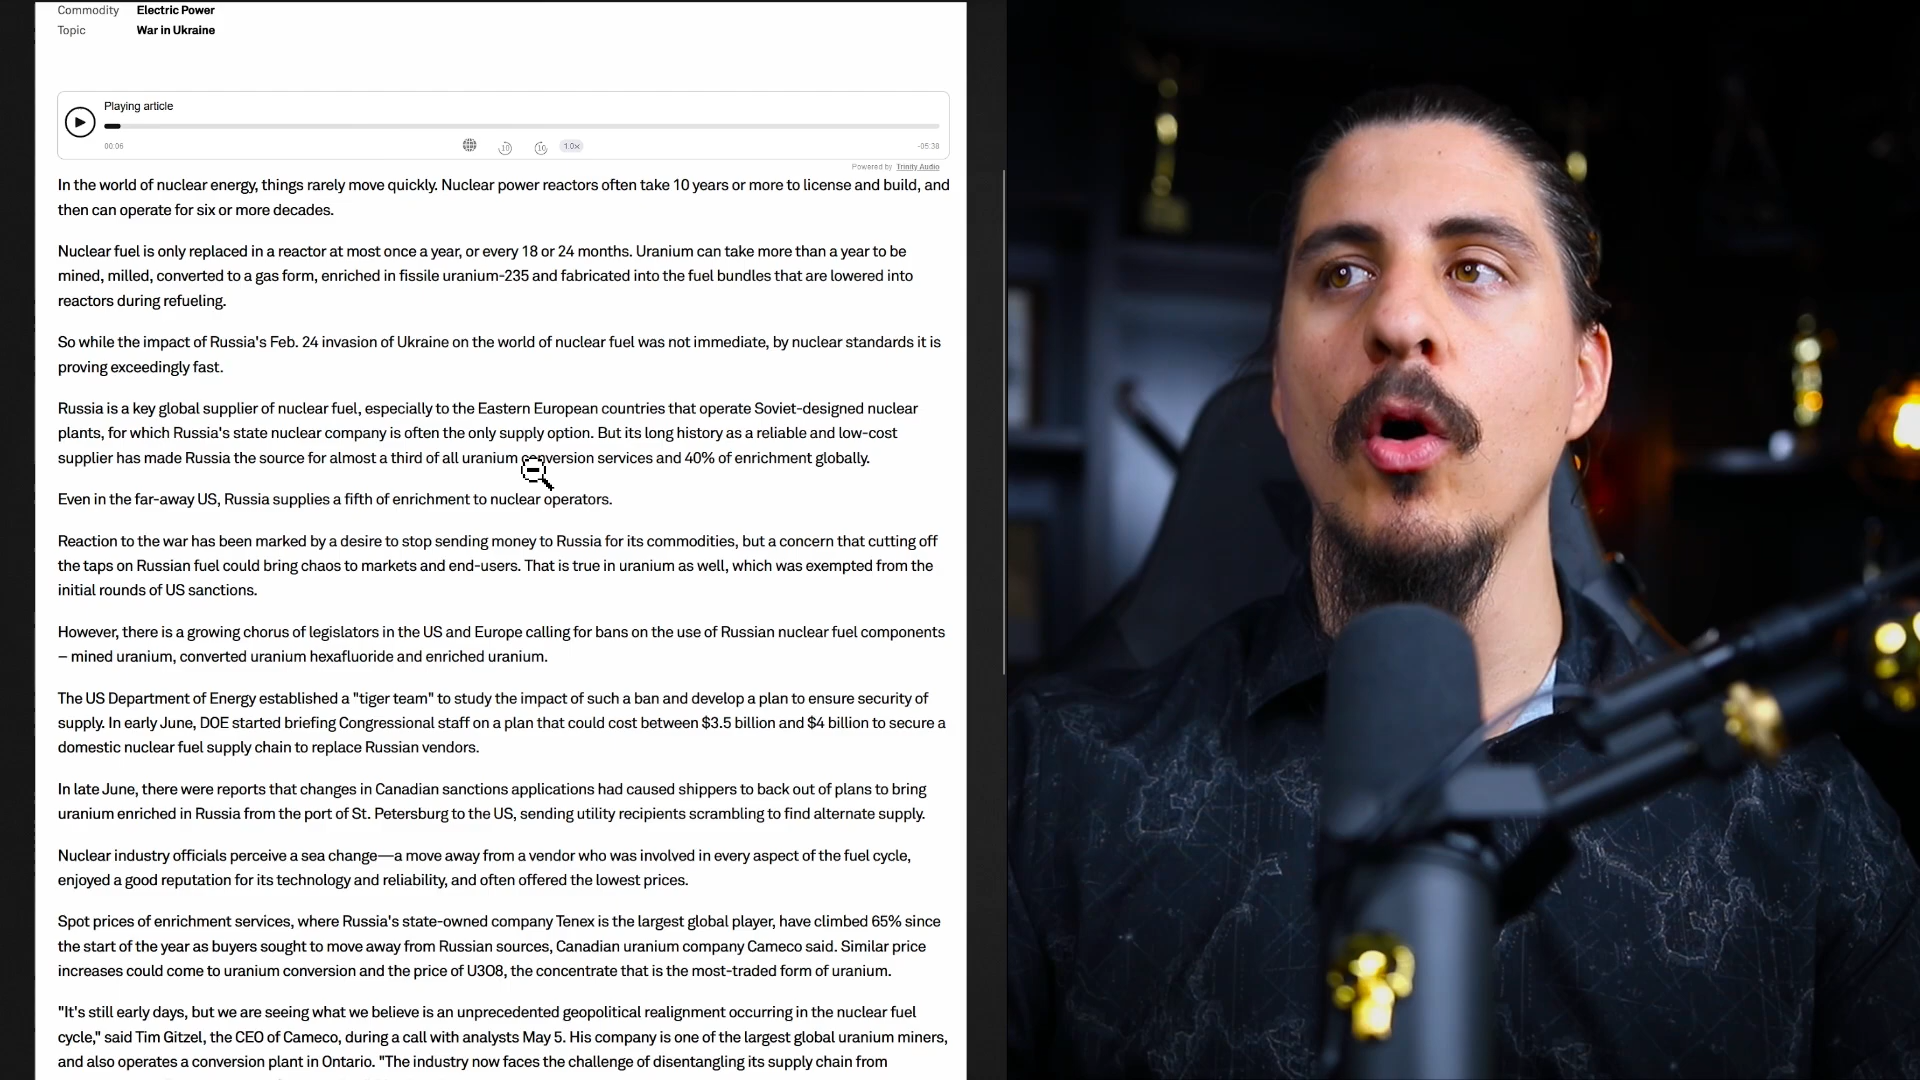 Commodity Electric Power
Topic War in Ukraine
Playing article
00:06 10 10 1.0x -05:38
Powered by Trinity Audio
In the world of nuclear energy, things rarely move quickly. Nuclear power reactors often take 10 years or more to license and build, and
then can operate for six or more decades.
Nuclear fuel is only replaced in a reactor at most once a year, or every 18 or 24 months. Uranium can take more than a year to be
mined, milled, converted to a gas form, enriched in fissile uranium-235 and fabricated into the fuel bundles that are lowered into
reactors during refueling.
So while the impact of Russia's Feb. 24 invasion of Ukraine on the world of nuclear fuel was not immediate, by nuclear standards it is
proving exceedingly fast.
Russia is a key global supplier of nuclear fuel, especially to the Eastern European countries that operate Soviet-designed nuclear
plants, for which Russia's state nuclear company is often the only supply option. But its long history as a reliable and low-cost
supplier has made Russia the source for almost a third of all uranium conversion services and 40% of enrichment globally.
Even in the far-away US, Russia supplies a fifth of enrichment to nuclear operators.
Reaction to the war has been marked by a desire to stop sending money to Russia for its commodities, but a concern that cutting off
the taps on Russian fuel could bring chaos to markets and end-users. That is true in uranium as well, which was exempted from the
initial rounds of US sanctions.
However, there is a growing chorus of legislators in the US and Europe calling for bans on the use of Russian nuclear fuel components
– mined uranium, converted uranium hexafluoride and enriched uranium.
The US Department of Energy established a "tiger team" to study the impact of such a ban and develop a plan to ensure security of
supply. In early June, DOE started briefing Congressional staff on a plan that could cost between $3.5 billion and $4 billion to secure a
domestic nuclear fuel supply chain to replace Russian vendors.
In late June, there were reports that changes in Canadian sanctions applications had caused shippers to back out of plans to bring
uranium enriched in Russia from the port of St. Petersburg to the US, sending utility recipients scrambling to find alternate supply.
Nuclear industry officials perceive a sea change—a move away from a vendor who was involved in every aspect of the fuel cycle,
enjoyed a good reputation for its technology and reliability, and often offered the lowest prices.
Spot prices of enrichment services, where Russia's state-owned company Tenex is the largest global player, have climbed 65% since
the start of the year as buyers sought to move away from Russian sources, Canadian uranium company Cameco said. Similar price
increases could come to uranium conversion and the price of U3O8, the concentrate that is the most-traded form of uranium.
"It's still early days, but we are seeing what we believe is an unprecedented geopolitical realignment occurring in the nuclear fuel
cycle," said Tim Gitzel, the CEO of Cameco, during a call with analysts May 5. His company is one of the largest global uranium miners,
and also operates a conversion plant in Ontario. "The industry now faces the challenge of disentangling its supply chain from